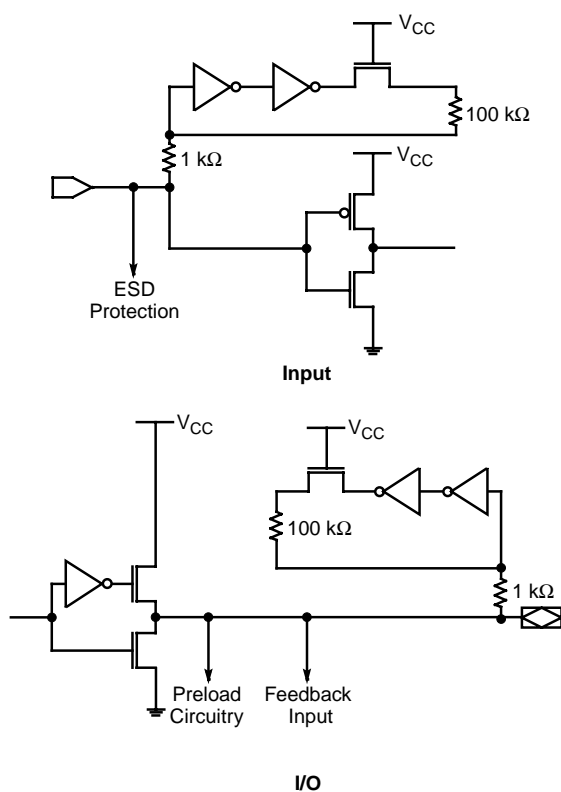 V_CC
100 kΩ
1 kΩ
V_CC
ESD
Protection
Input
V_CC
V_CC
100 kΩ
1 kΩ
Preload
Circuitry
Feedback
Input
I/O